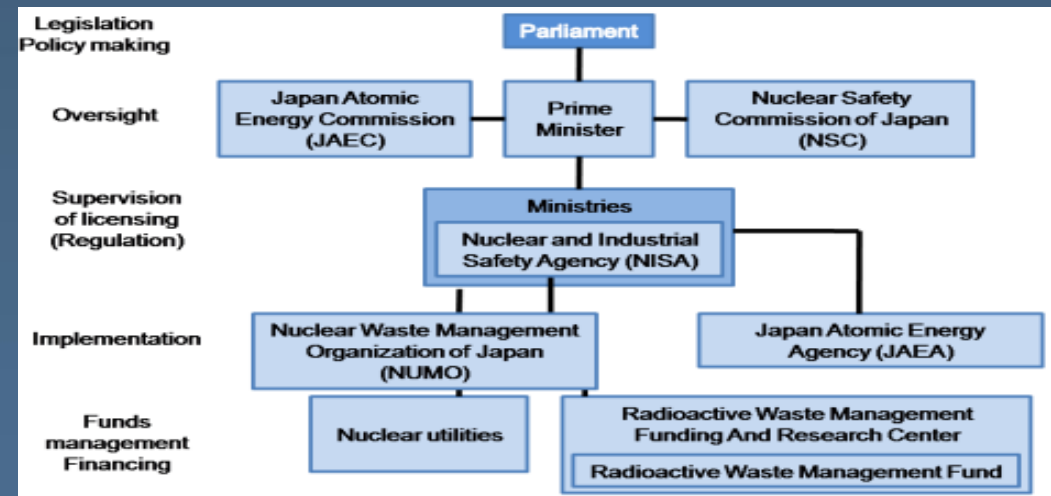 Legislation
Policy making
Parliament
Oversight
Japan Atomic
Energy Commission
(JAEC)
Prime
Minister
Nuclear Safety
Commission of Japan
(NSC)
Supervision
of licensing
(Regulation)
Ministries
Nuclear and Industrial
Safety Agency (NISA)
Implementation
Nuclear Waste Management
Organization of Japan
(NUMO)
Japan Atomic Energy
Agency (JAEA)
Funds
management
Financing
Nuclear utilities
Radioactive Waste Management
Funding And Research Center
Radioactive Waste Management Fund